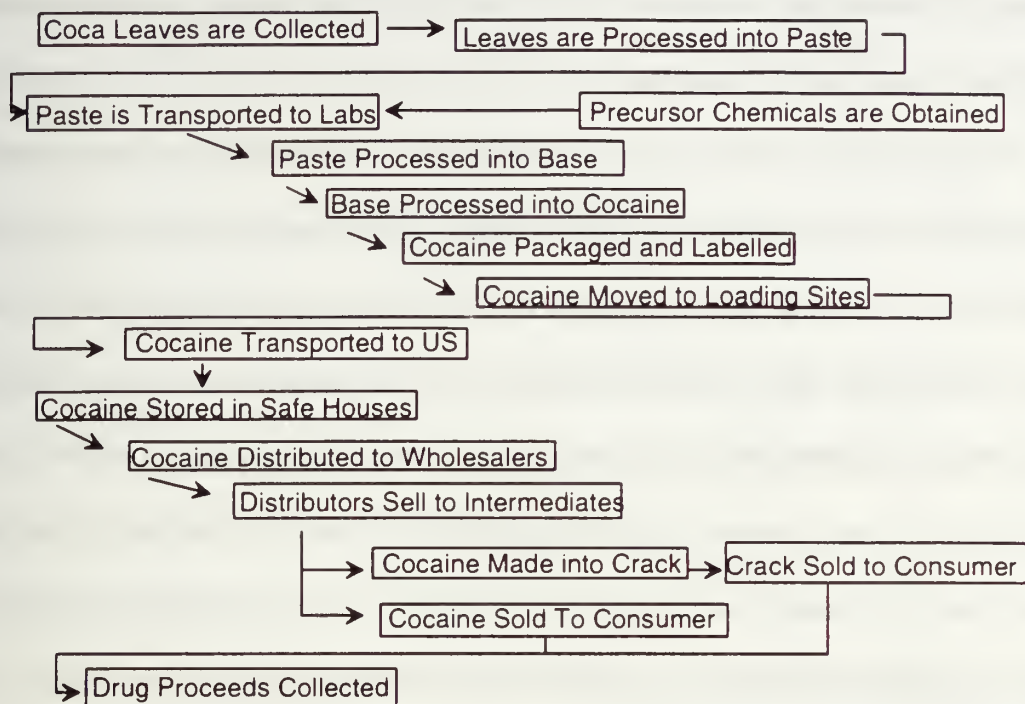 Coca Leaves are Collected
Leaves are Processed into Paste
Paste is Transported to Labs
Precursor Chemicals are Obtained
Paste Processed into Base
Base Processed into Cocaine
Cocaine Packaged and Labelled
Cocaine Moved to Loading Sites
Cocaine Transported to US
Cocaine Stored in Safe Houses
Cocaine Distributed to Wholesalers
Distributors Sell to Intermediates
Cocaine Made into Crack
Crack Sold to Consumer
Cocaine Sold To Consumer
Drug Proceeds Collected